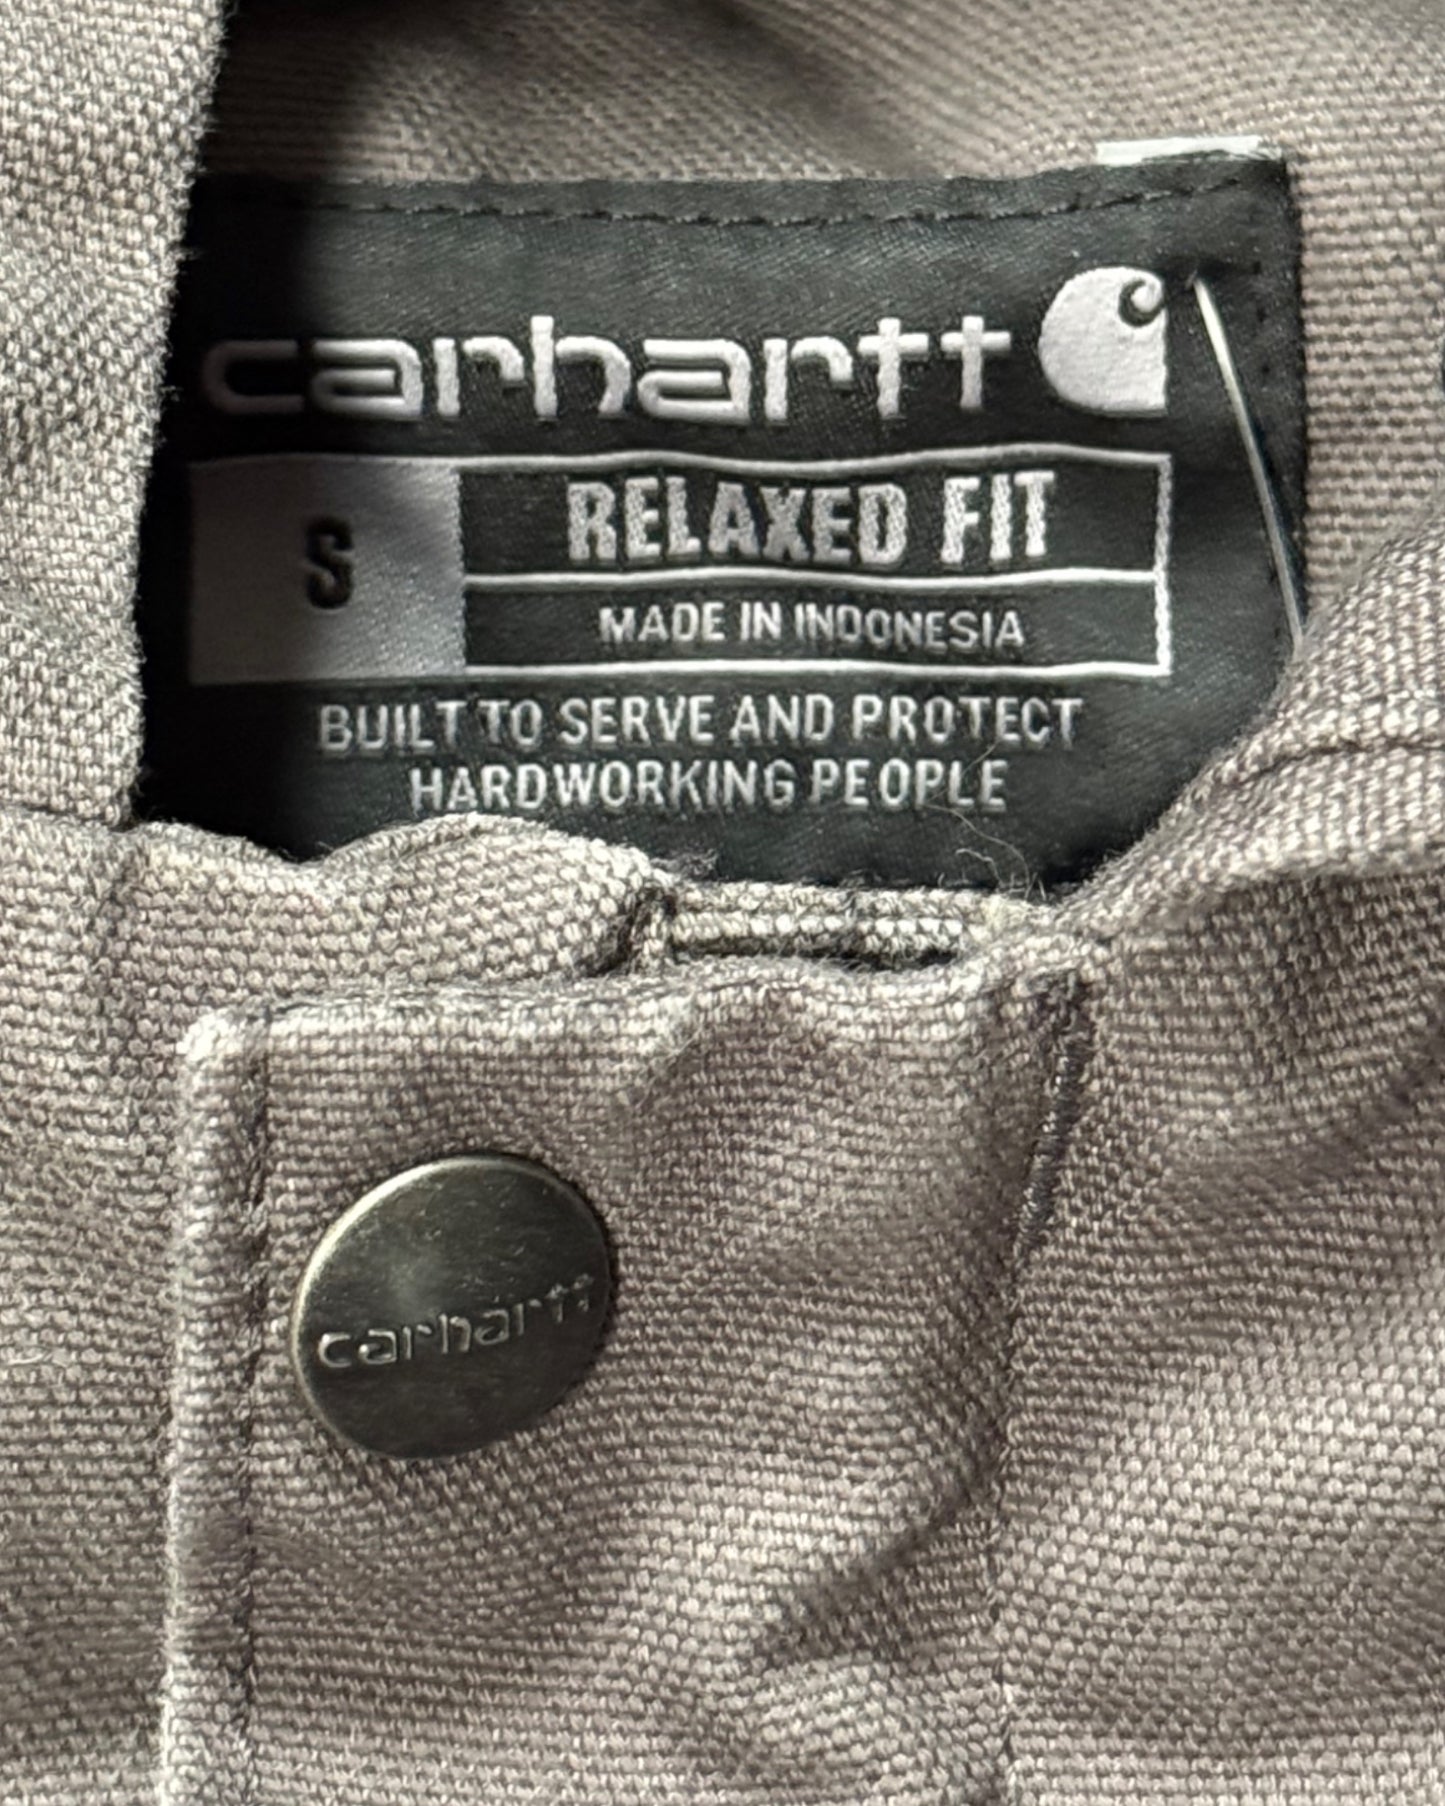 carhartt
S
RELAXED FIT
MADE IN INDONESIA
BUILT TO SERVE AND PROTECT
HARDWORKING PEOPLE
carhartt